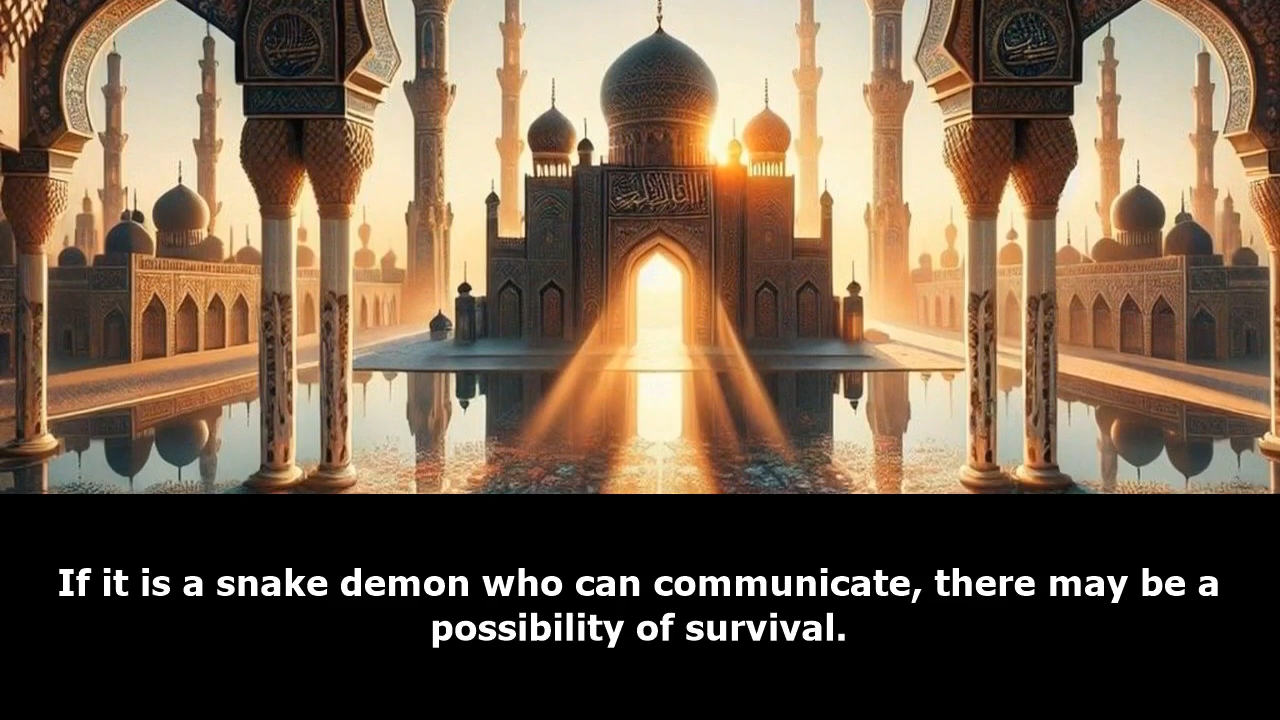 If it is a snake demon who can communicate, there may be a
possibility of survival.